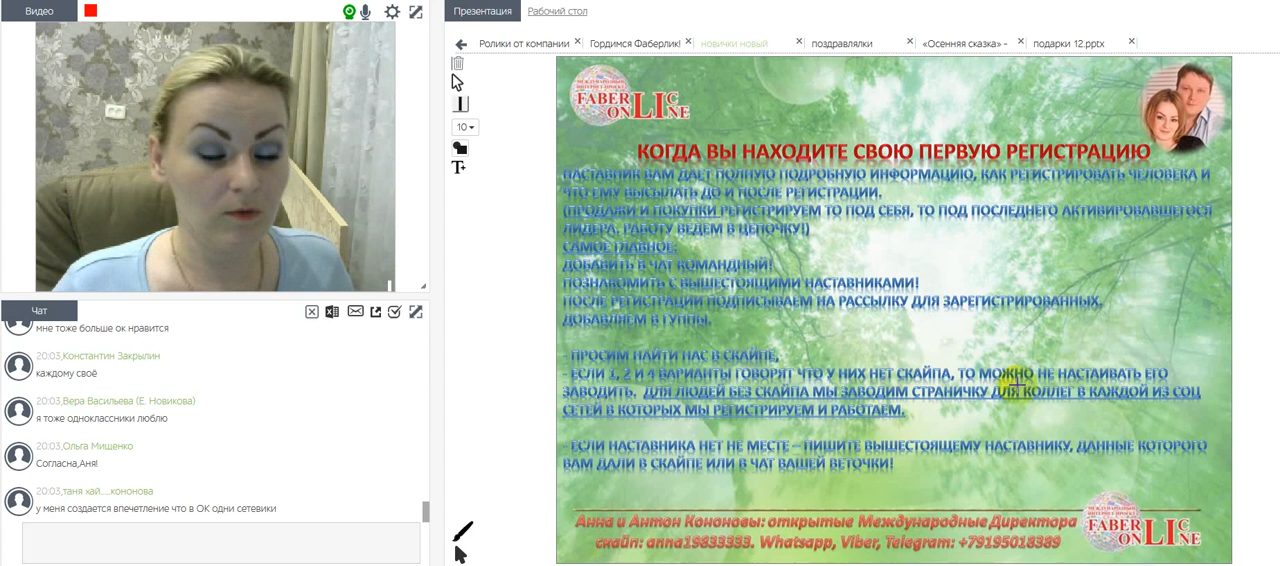 Видео
Презентация
Рабочий стол
Ролики от компании
Гордимся Фаберлик!
новички новый
поздравлялки
«Осенняя сказка» -
подарки 12.pptx
10
T+
МЕЖДУНАРОДНЫЙ
ИНТЕРНЕТ-ПРОЕКТ
FABERLIC
ONLINE
КОГДА ВЫ НАХОДИТЕ СВОЮ ПЕРВУЮ РЕГИСТРАЦИЮ
НАСТАВНИК ВАМ ДАЕТ ПОЛНУЮ ПОДРОБНУЮ ИНФОРМАЦИЮ, КАК РЕГИСТРИРОВАТЬ ЧЕЛОВЕКА И
ЧТО ЕМУ ВЫСЫЛАТЬ ДО И ПОСЛЕ РЕГИСТРАЦИИ.
(ПРОДАЖИ И ПОКУПКИ РЕГИСТРИРУЕМ ТО ПОД СЕБЯ, ТО ПОД ПОСЛЕДНЕГО АКТИВИРОВАВШЕГОСЯ
ЛИДЕРА. РАБОТУ ВЕДЕМ В ЦЕПОЧКУ!)
САМОЕ ГЛАВНОЕ:
ДОБАВИТЬ В ЧАТ КОМАНДНЫЙ!
ПОЗНАКОМИТЬ С ВЫШЕСТОЯЩИМИ НАСТАВНИКАМИ!
ПОСЛЕ РЕГИСТРАЦИИ ПОДПИСЫВАЕМ НА РАССЫЛКУ ДЛЯ ЗАРЕГИСТРИРОВАННЫХ,
ДОБАВЛЯЕМ В ГУППЫ.
- ПРОСИМ НАЙТИ НАС В СКАЙПЕ,
- ЕСЛИ 1, 2 И 4 ВАРИАНТЫ ГОВОРЯТ ЧТО У НИХ НЕТ СКАЙПА, ТО МОЖНО НЕ НАСТАИВАТЬ ЕГО
ЗАВОДИТЬ. ДЛЯ ЛЮДЕЙ БЕЗ СКАЙПА МЫ ЗАВОДИМ СТРАНИЧКУ ДЛЯ КОЛЛЕГ В КАЖДОЙ ИЗ СОЦ
СЕТЕЙ В КОТОРЫХ МЫ РЕГИСТРИРУЕМ И РАБОТАЕМ.
- ЕСЛИ НАСТАВНИКА НЕТ НЕ МЕСТЕ – ПИШИТЕ ВЫШЕСТОЯЩЕМУ НАСТАВНИКУ, ДАННЫЕ КОТОРОГО
ВАМ ДАЛИ В СКАЙПЕ ИЛИ В ЧАТ ВАШЕЙ ВЕТОЧКИ!
Анна и Антон Кононовы: открытые Международные Директора
скайп: anna19833333. Whatsapp, Viber, Telegram: +79195018389
FABERLIC
ONLINE
Чат
мне тоже больше ок нравится
20:03,Константин Закрылин
каждому своё
20:03,Вера Васильева (Е. Новикова)
я тоже одноклассники люблю
20:03,Ольга Мищенко
Согласна,Аня!
20:03,таня хай.....кононова
у меня создается впечетление что в ОК одни сетевики